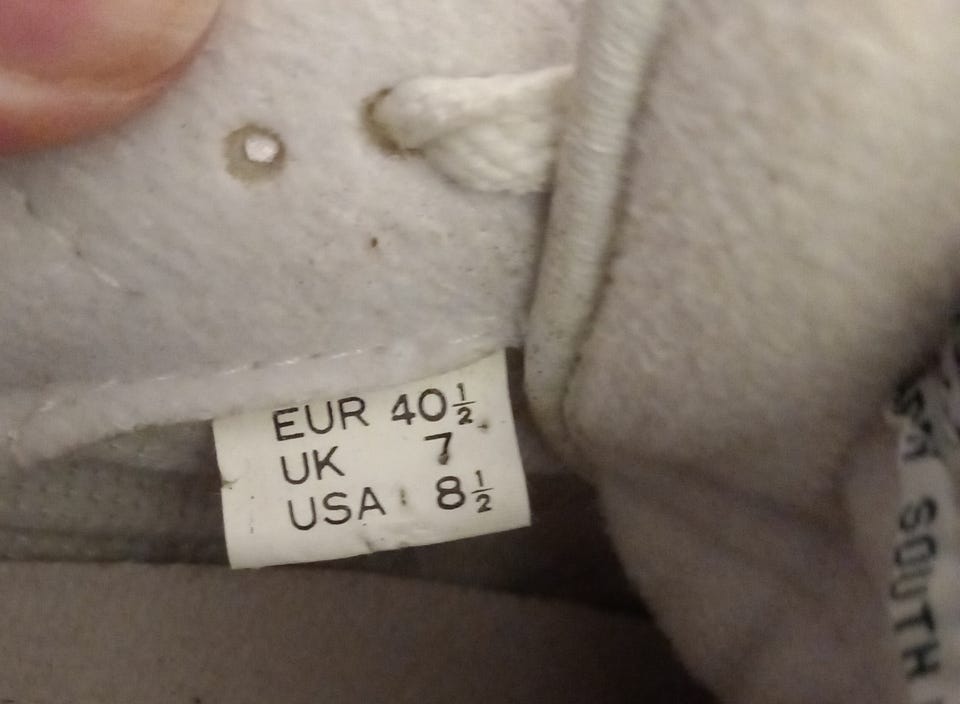 EUR 40½
UK 7
USA 8½
SOUTH